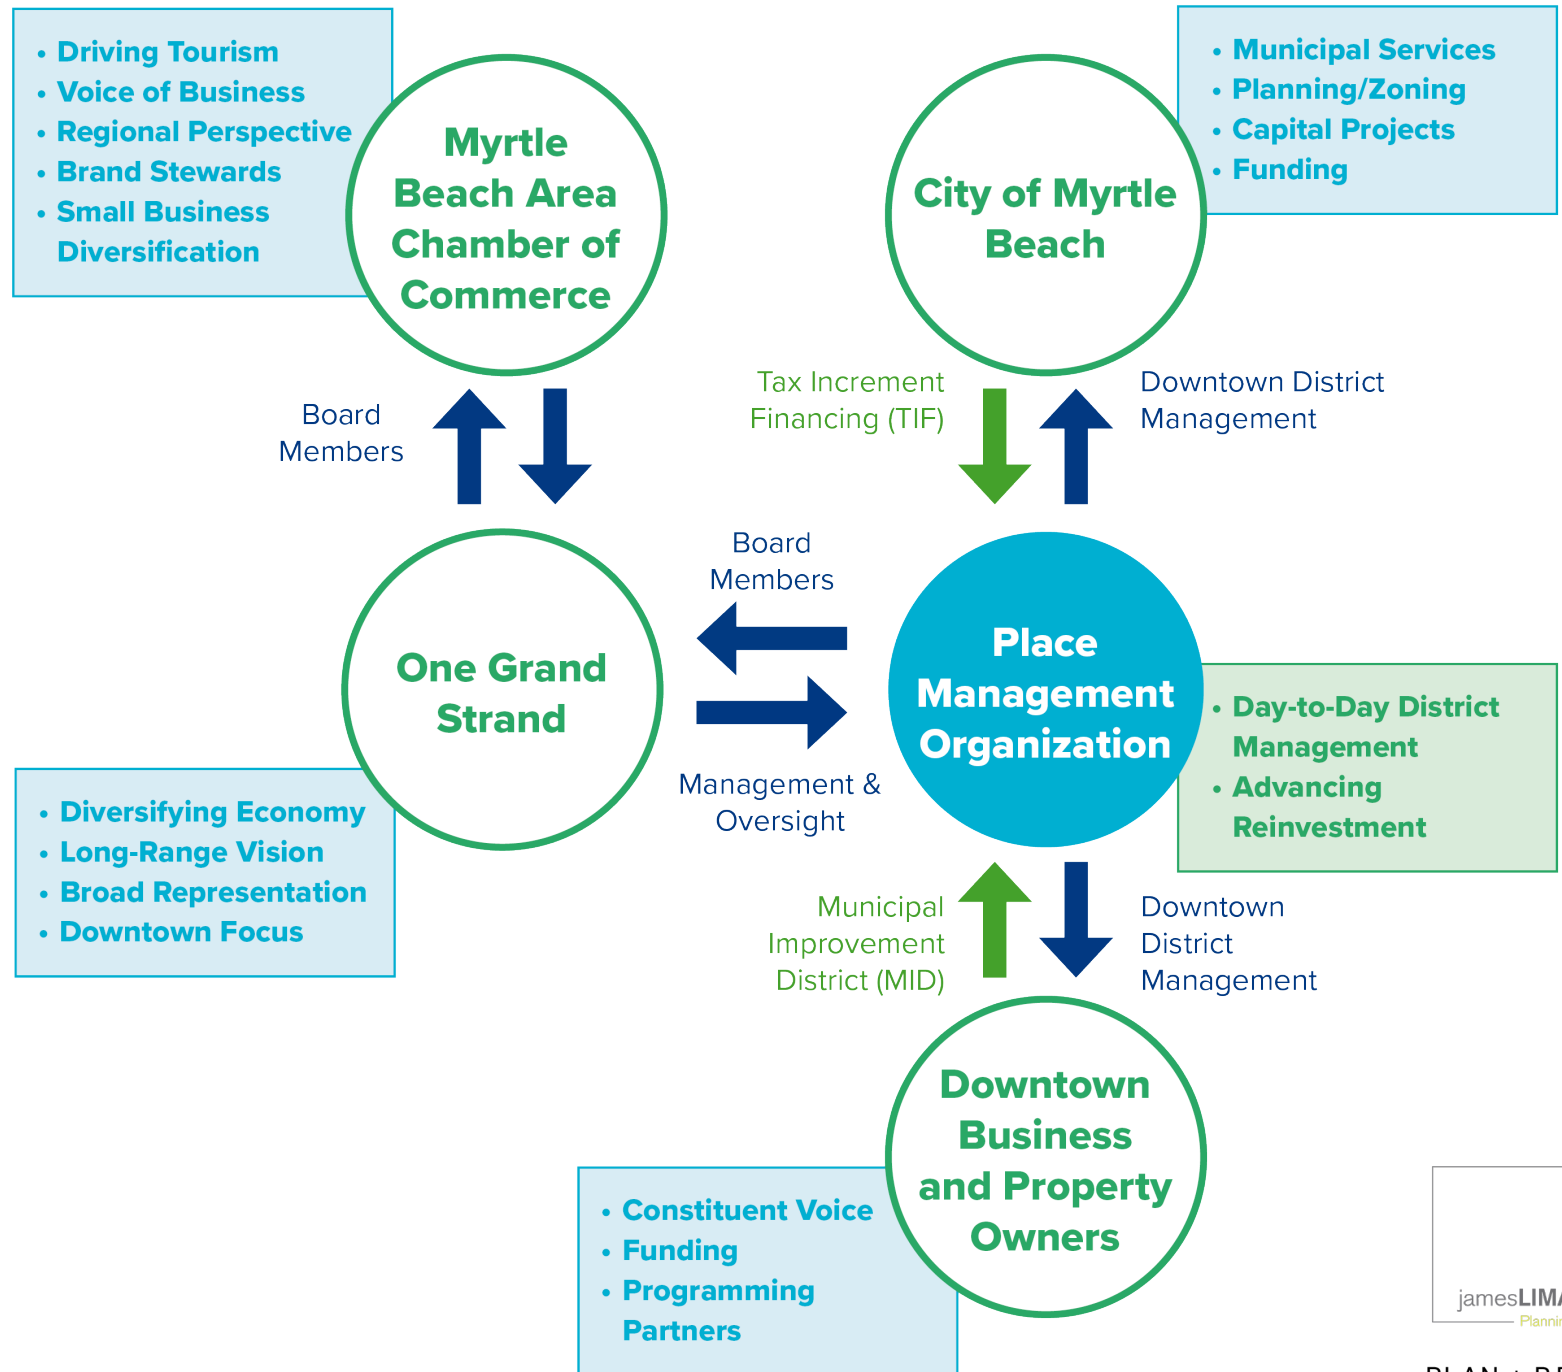 • Driving Tourism
• Voice of Business
• Regional Perspective
• Brand Stewards
• Small Business
Diversification
Myrtle
Beach Area
Chamber of
Commerce
City of Myrtle
Beach
• Municipal Services
• Planning/Zoning
• Capital Projects
• Funding
Board
Members
Tax Increment
Financing (TIF)
Downtown District
Management
Board
Members
One Grand
Strand
Management &
Oversight
Place
Management
Organization
• Day-to-Day District
Management
• Advancing
Reinvestment
• Diversifying Economy
• Long-Range Vision
• Broad Representation
• Downtown Focus
Municipal
Improvement
District (MID)
Downtown
District
Management
Downtown
Business
and Property
Owners
• Constituent Voice
• Funding
• Programming
Partners
jamesLIMA
Plannin